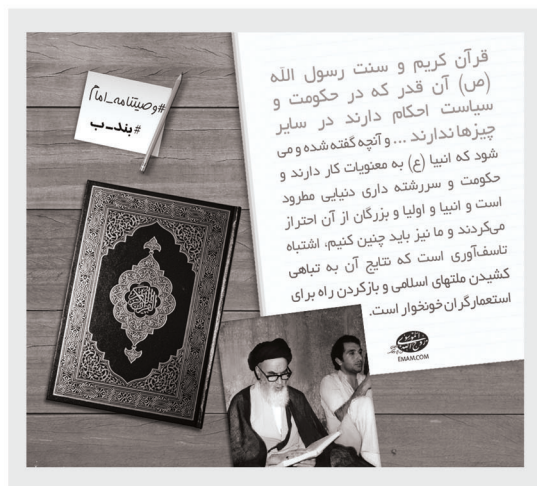 #وصیتنامه_امام
#بند-ب
قرآن کریم و سنت رسول الله
(ص) آن قدر که در حکومت و
سیاست احکام دارند در سایر
چیزها ندارند ... و آنچه گفته شده و می
شود که انبیا (ع) به معنویات کار دارند و
حکومت و سررشته داری دنیایی مطرود
است و انبیا و اولیا و بزرگان از آن احتراز
می‌کردند و ما نیز باید چنین کنیم، اشتباه
تاسف‌آوری است که نتایج آن به تباهی
کشیدن ملتهای اسلامی و بازکردن راه برای
استعمارگران خونخوار است.
EMAM.COM